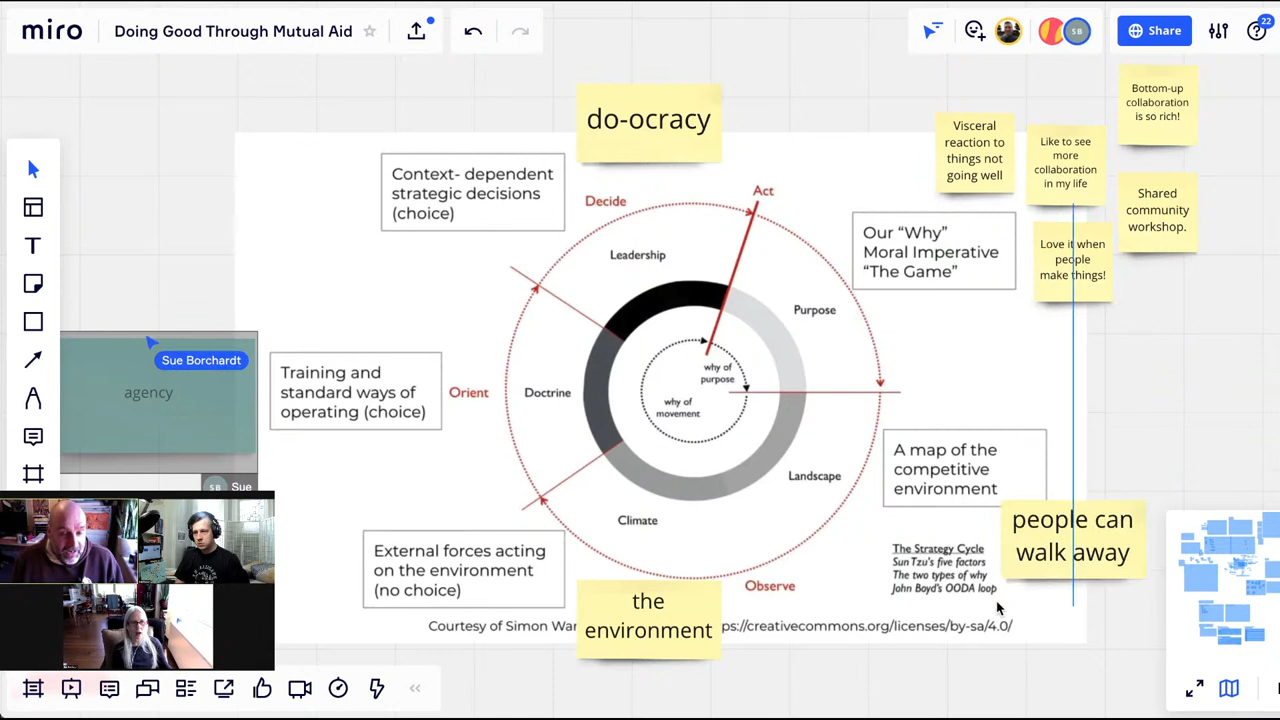 miro
Doing Good Through Mutual Aid
SB
Share
22
do-ocracy
Visceral
reaction to
things not
going well
Like to see
more
collaboration
in my life
Bottom-up
collaboration
is so rich!
Shared
community
workshop.
Love it when
people
make things!
Context- dependent
strategic decisions
(choice)
Decide
Act
Our “Why”
Moral Imperative
“The Game”
Leadership
Purpose
why of
purpose
why of
movement
Sue Borchardt
agency
SB
Sue
Training and
standard ways of
operating (choice)
Orient
Doctrine
Landscape
A map of the
competitive
environment
Climate
External forces acting
on the environment
(no choice)
Observe
people can
walk away
The Strategy Cycle
Sun Tzu's five factors
The two types of why
John Boyd's OODA loop
the
environment
Courtesy of Simon War
ps://creativecommons.org/licenses/by-sa/4.0/
T